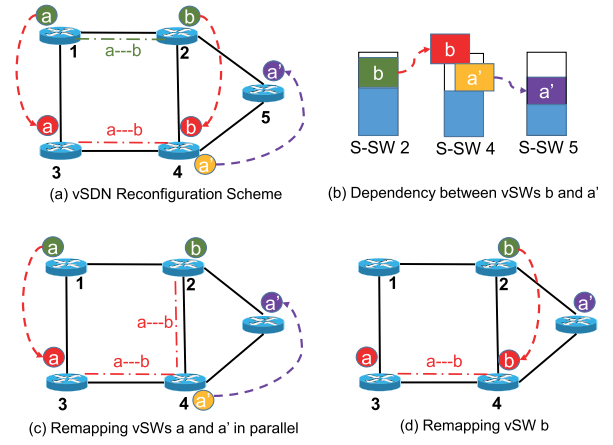 a
b
1
a---b
2
a'
5
a
a---b
b
3
4
a'
(a) vSDN Reconfiguration Scheme
b
b
a'
a'
S-SW 2
S-SW 4
S-SW 5
(b) Dependency between vSWs b and a'
a
b
1
2
a---b
a'
a
a---b
3
4
a'
(c) Remapping vSWs a and a' in parallel
b
1
2
a'
a
a---b
b
3
4
(d) Remapping vSW b